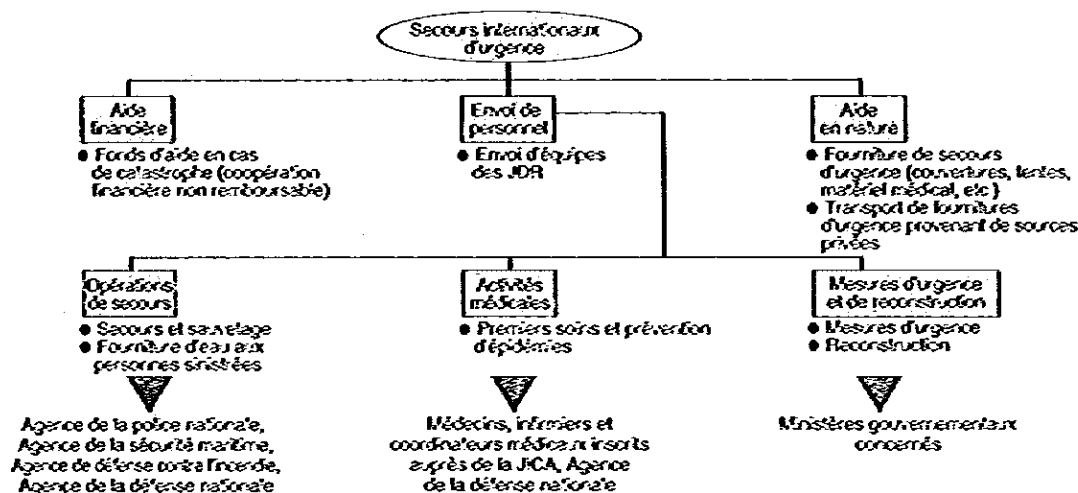 Secours internationaux
d'urgence
Aide
financière
● Fonds d'aide en cas
de catastrophe (coopération
financière non remboursable)
Envoi de
personnel
● Envoi d'équipes
des JDR
Aide
en nature
● Fourniture de secours
d'urgence (couvertures, tentes,
matériel médical, etc.)
● Transport de fournitures
d'urgence provenant de sources
privées
Opérations
de secours
● Secours et sauvetage
● Fourniture d'eau aux
personnes sinistrées
Agence de la police nationale,
Agence de la sécurité maritime,
Agence de défense contre l'incendie,
Agence de la défense nationale
Activités
médicales
● Premiers soins et prévention
d'épidémies
Médecins, infirmiers et
coordinateurs médicaux inscrits
auprès de la JICA, Agence
de la défense nationale
Mesures d'urgence
et de reconstruction
● Mesures d'urgence
● Reconstruction
Ministères gouvernementaux
concernés